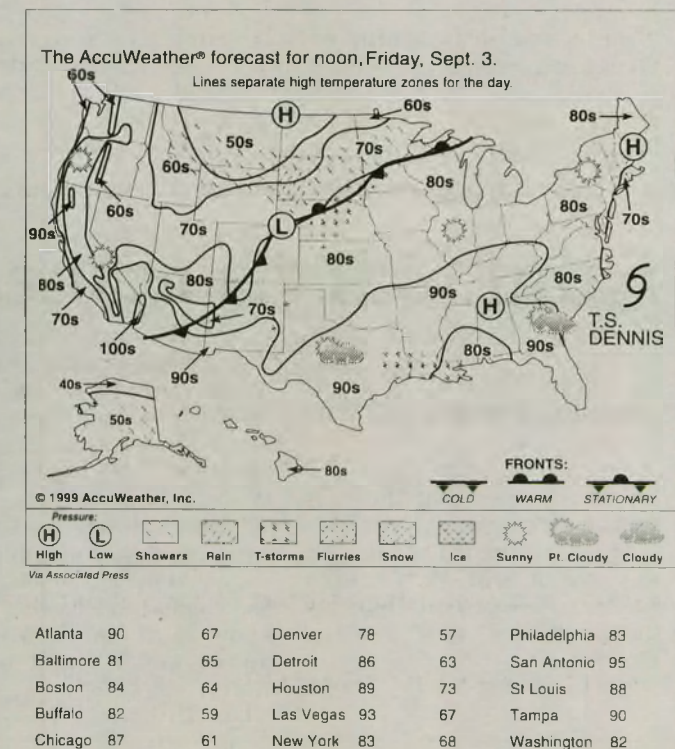 The AccuWeather® forecast for noon, Friday, Sept. 3.
Lines separate high temperature zones for the day.
60s
H
60s
80s
50s
70s
H
60s
80s
60s
80s
70s
90s
70s
L
80s
80s
80s
80s
90s
H
70s
70s
T.S.
DENNIS
100s
80s
90s
90s
40s
90s
50s
80s
FRONTS:
© 1999 AccuWeather, Inc.
COLD WARM STATIONARY
Pressure:
H L
High Low Showers Rain T-storms Flurries Snow Ice Sunny Pt. Cloudy Cloudy
Via Associated Press
Atlanta 90 67 Denver 78 57 Philadelphia 83
Baltimore 81 65 Detroit 86 63 San Antonio 95
Boston 84 64 Houston 89 73 St Louis 88
Buffalo 82 59 Las Vegas 93 67 Tampa 90
Chicago 87 61 New York 83 68 Washington 82